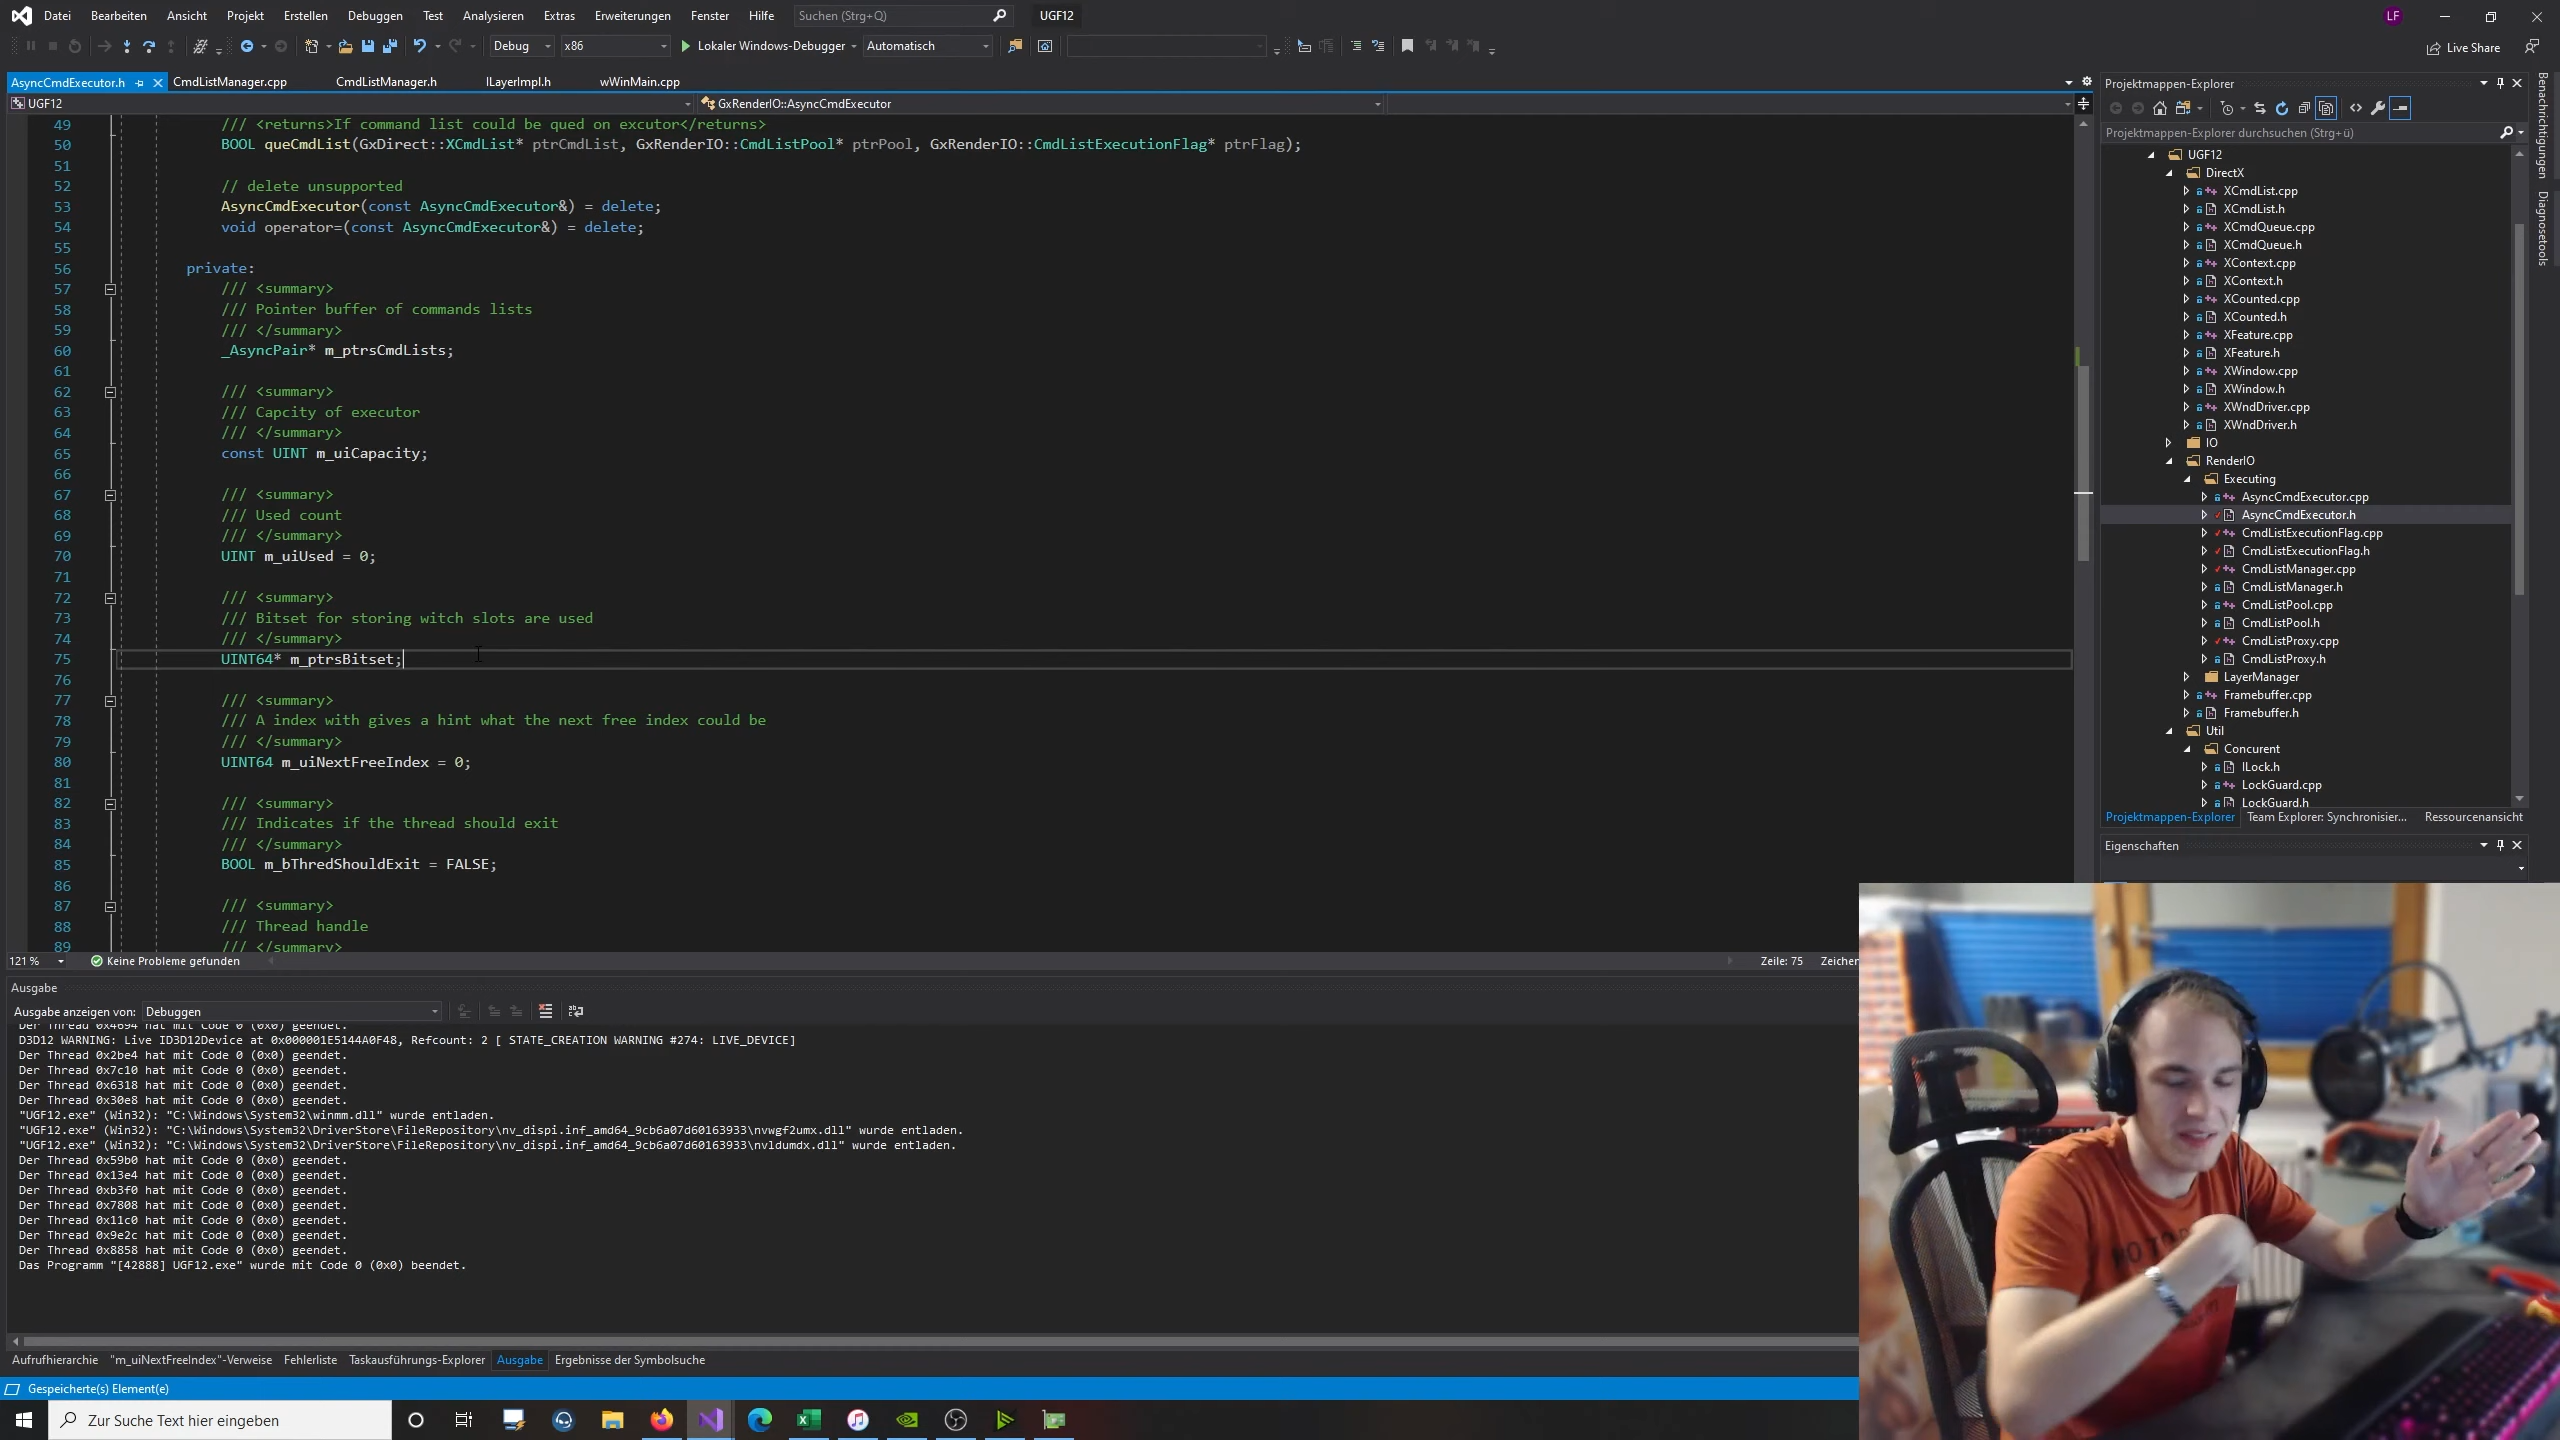 Datei Bearbeiten Ansicht Projekt Erstellen Debuggen Test Analysieren Extras Erweiterungen Fenster Hilfe Suchen (Strg+Q) UGF12 LF
Debug x86 Lokaler Windows-Debugger Automatisch Live Share
AsyncCmdExecutor.h CmdListManager.cpp CmdListManager.h ILayerImpl.h wWinMain.cpp
UGF12 GxRenderIO::AsyncCmdExecutor
49 /// <returns>If command list could be qued on excutor</returns>
50 BOOL queCmdList(GxDirect::XCmdList* ptrCmdList, GxRenderIO::CmdListPool* ptrPool, GxRenderIO::CmdListExecutionFlag* ptrFlag);
51
52 // delete unsupported
53 AsyncCmdExecutor(const AsyncCmdExecutor&) = delete;
54 void operator=(const AsyncCmdExecutor&) = delete;
55
56 private:
57 /// <summary>
58 /// Pointer buffer of commands lists
59 /// </summary>
60 _AsyncPair* m_ptrsCmdLists;
61
62 /// <summary>
63 /// Capcity of executor
64 /// </summary>
65 const UINT m_uiCapacity;
66
67 /// <summary>
68 /// Used count
69 /// </summary>
70 UINT m_uiUsed = 0;
71
72 /// <summary>
73 /// Bitset for storing witch slots are used
74 /// </summary>
75 UINT64* m_ptrsBitset;
76
77 /// <summary>
78 /// A index with gives a hint what the next free index could be
79 /// </summary>
80 UINT64 m_uiNextFreeIndex = 0;
81
82 /// <summary>
83 /// Indicates if the thread should exit
84 /// </summary>
85 BOOL m_bThredShouldExit = FALSE;
86
87 /// <summary>
88 /// Thread handle
89 /// </summary>
121 % Keine Probleme gefunden Zeile: 75 Zeichen
Ausgabe
Ausgabe anzeigen von: Debuggen
Der Thread 0x4694 hat mit Code 0 (0x0) geendet.
D3D12 WARNING: Live ID3D12Device at 0x000001E5144A0F48, Refcount: 2 [ STATE_CREATION WARNING #274: LIVE_DEVICE]
Der Thread 0x2be4 hat mit Code 0 (0x0) geendet.
Der Thread 0x7c10 hat mit Code 0 (0x0) geendet.
Der Thread 0x6318 hat mit Code 0 (0x0) geendet.
Der Thread 0x30e8 hat mit Code 0 (0x0) geendet.
"UGF12.exe" (Win32): "C:\Windows\System32\winmm.dll" wurde entladen.
"UGF12.exe" (Win32): "C:\Windows\System32\DriverStore\FileRepository\nv_dispi.inf_amd64_9cb6a07d60163933\nvwgf2umx.dll" wurde entladen.
"UGF12.exe" (Win32): "C:\Windows\System32\DriverStore\FileRepository\nv_dispi.inf_amd64_9cb6a07d60163933\nvldumdx.dll" wurde entladen.
Der Thread 0x59b0 hat mit Code 0 (0x0) geendet.
Der Thread 0x13e4 hat mit Code 0 (0x0) geendet.
Der Thread 0xb3f0 hat mit Code 0 (0x0) geendet.
Der Thread 0x7808 hat mit Code 0 (0x0) geendet.
Der Thread 0x11c0 hat mit Code 0 (0x0) geendet.
Der Thread 0x9e2c hat mit Code 0 (0x0) geendet.
Der Thread 0x8858 hat mit Code 0 (0x0) geendet.
Das Programm "[42888] UGF12.exe" wurde mit Code 0 (0x0) beendet.
Aufrufhierarchie "m_uiNextFreeIndex"-Verweise Fehlerliste Taskausführungs-Explorer Ausgabe Ergebnisse der Symbolsuche
Gespeicherte(s) Element(e)
Zur Suche Text hier eingeben
Projektmappen-Explorer
Projektmappen-Explorer durchsuchen (Strg+ü)
UGF12
DirectX
XCmdList.cpp
XCmdList.h
XCmdQueue.cpp
XCmdQueue.h
XContext.cpp
XContext.h
XCounted.cpp
XCounted.h
XFeature.cpp
XFeature.h
XWindow.cpp
XWindow.h
XWndDriver.cpp
XWndDriver.h
IO
RenderIO
Executing
AsyncCmdExecutor.cpp
AsyncCmdExecutor.h
CmdListExecutionFlag.cpp
CmdListExecutionFlag.h
CmdListManager.cpp
CmdListManager.h
CmdListPool.cpp
CmdListPool.h
CmdListProxy.cpp
CmdListProxy.h
LayerManager
Framebuffer.cpp
Framebuffer.h
Util
Concurent
ILock.h
LockGuard.cpp
LockGuard.h
Projektmappen-Explorer Team Explorer: Synchronisier... Ressourcenansicht
Eigenschaften
Benachrichtigungen
Diagnosetools